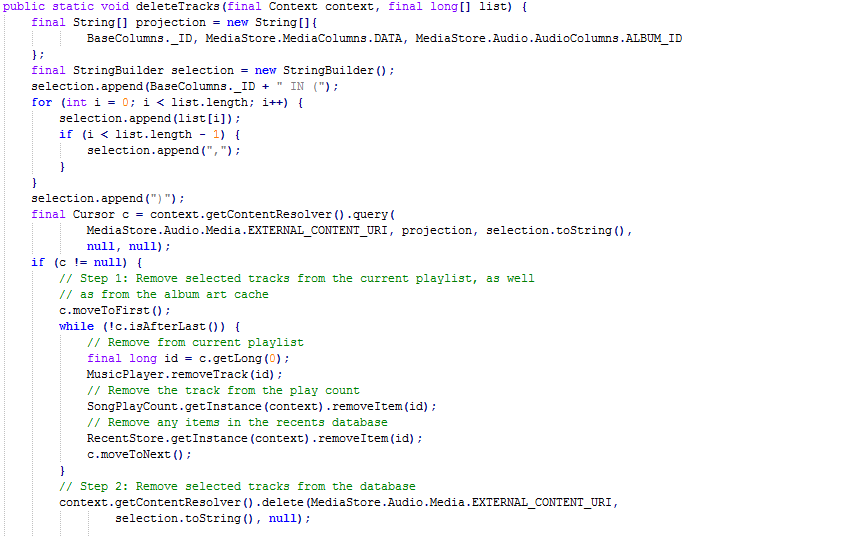 public static void deleteTracks(final Context context, final long[] list) {
    final String[] projection = new String[]{
            BaseColumns._ID, MediaStore.MediaColumns.DATA, MediaStore.Audio.AudioColumns.ALBUM_ID
    };
    final StringBuilder selection = new StringBuilder();
    selection.append(BaseColumns._ID + " IN (");
    for (int i = 0; i < list.length; i++) {
        selection.append(list[i]);
        if (i < list.length - 1) {
            selection.append(",");
        }
    }
    selection.append(")");
    final Cursor c = context.getContentResolver().query(
            MediaStore.Audio.Media.EXTERNAL_CONTENT_URI, projection, selection.toString(),
            null, null);
    if (c != null) {
        // Step 1: Remove selected tracks from the current playlist, as well
        // as from the album art cache
        c.moveToFirst();
        while (!c.isAfterLast()) {
            // Remove from current playlist
            final long id = c.getLong(0);
            MusicPlayer.removeTrack(id);
            // Remove the track from the play count
            SongPlayCount.getInstance(context).removeItem(id);
            // Remove any items in the recents database
            RecentStore.getInstance(context).removeItem(id);
            c.moveToNext();
        }
        // Step 2: Remove selected tracks from the database
        context.getContentResolver().delete(MediaStore.Audio.Media.EXTERNAL_CONTENT_URI,
                selection.toString(), null);